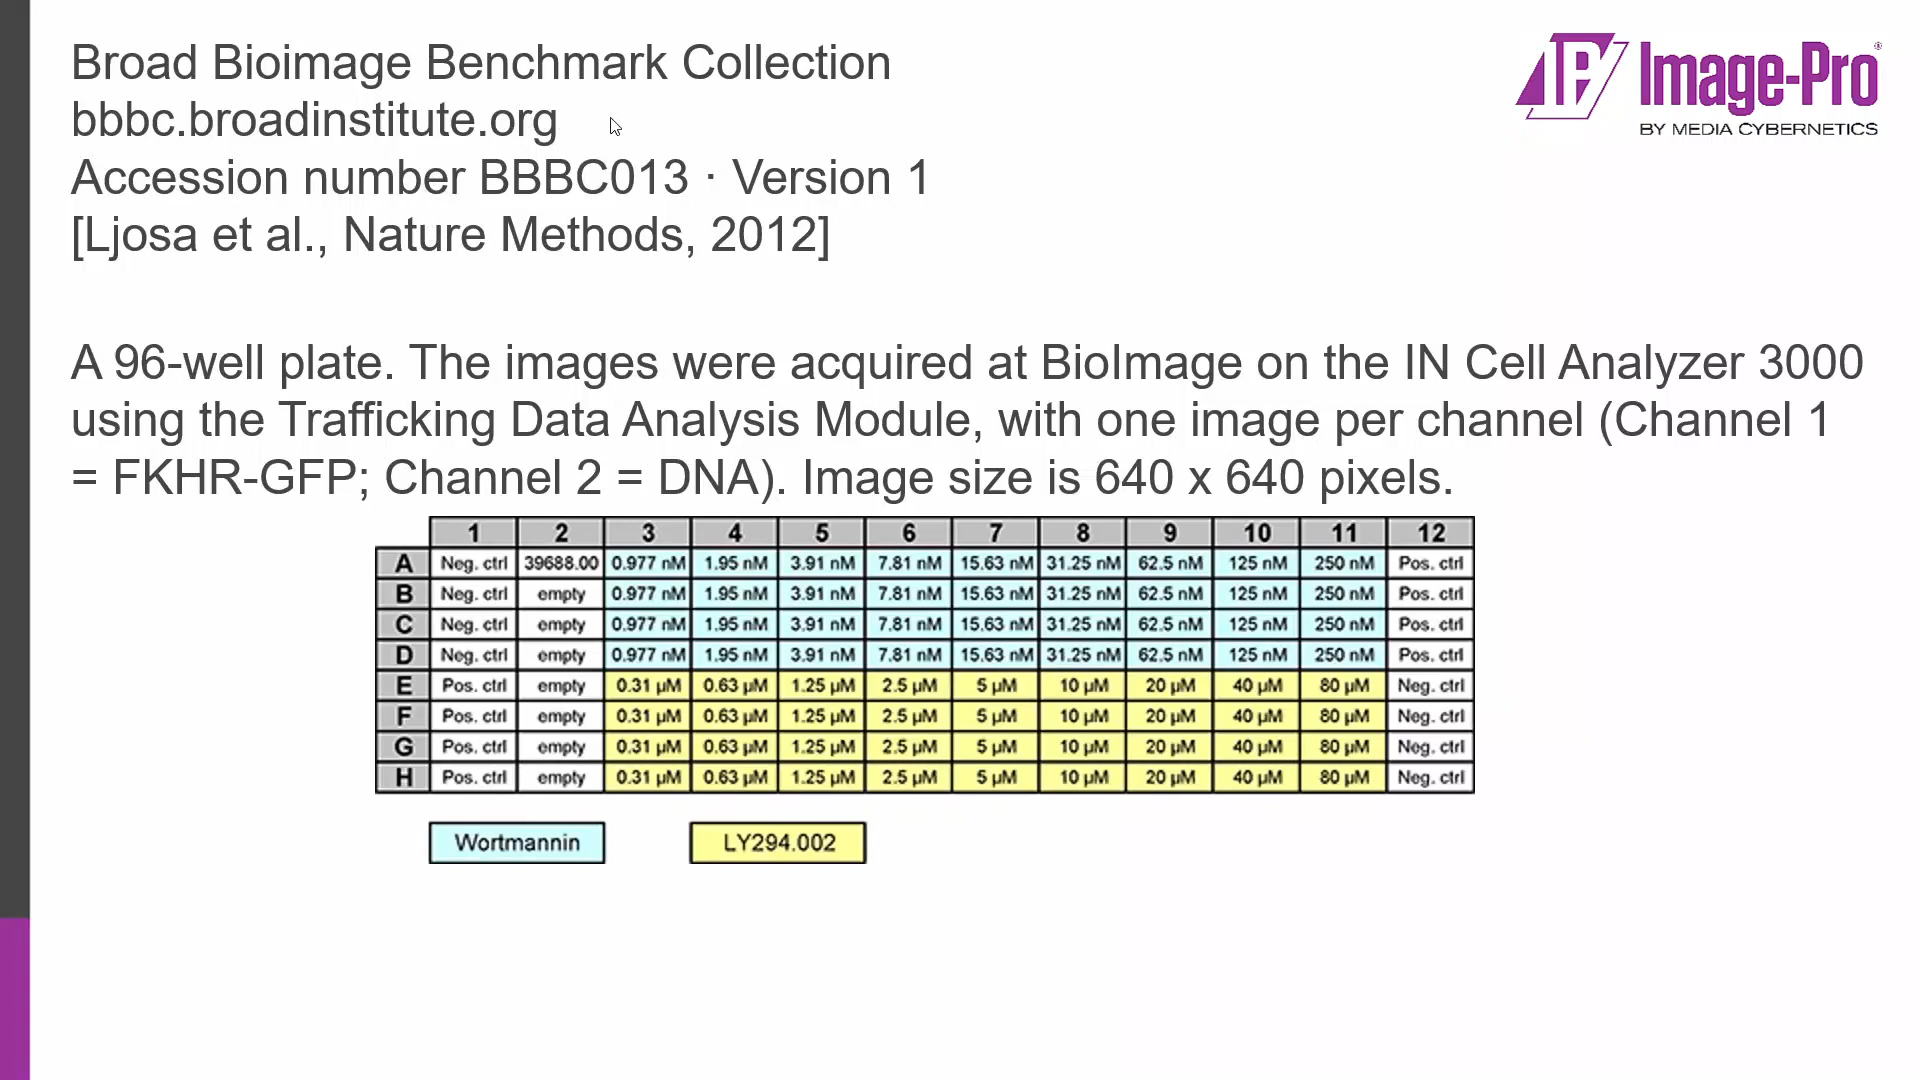 Broad Bioimage Benchmark Collection
bbbc.broadinstitute.org
Accession number BBBC013 · Version 1
[Ljosa et al., Nature Methods, 2012]
Image-Pro®
BY MEDIA CYBERNETICS
A 96-well plate. The images were acquired at BioImage on the IN Cell Analyzer 3000
using the Trafficking Data Analysis Module, with one image per channel (Channel 1
= FKHR-GFP; Channel 2 = DNA). Image size is 640 x 640 pixels.
1 2 3 4 5 6 7 8 9 10 11 12
A Neg. ctrl 39688.00 0.977 nM 1.95 nM 3.91 nM 7.81 nM 15.63 nM 31.25 nM 62.5 nM 125 nM 250 nM Pos. ctrl
B Neg. ctrl empty 0.977 nM 1.95 nM 3.91 nM 7.81 nM 15.63 nM 31.25 nM 62.5 nM 125 nM 250 nM Pos. ctrl
C Neg. ctrl empty 0.977 nM 1.95 nM 3.91 nM 7.81 nM 15.63 nM 31.25 nM 62.5 nM 125 nM 250 nM Pos. ctrl
D Neg. ctrl empty 0.977 nM 1.95 nM 3.91 nM 7.81 nM 15.63 nM 31.25 nM 62.5 nM 125 nM 250 nM Pos. ctrl
E Pos. ctrl empty 0.31 µM 0.63 µM 1.25 µM 2.5 µM 5 µM 10 µM 20 µM 40 µM 80 µM Neg. ctrl
F Pos. ctrl empty 0.31 µM 0.63 µM 1.25 µM 2.5 µM 5 µM 10 µM 20 µM 40 µM 80 µM Neg. ctrl
G Pos. ctrl empty 0.31 µM 0.63 µM 1.25 µM 2.5 µM 5 µM 10 µM 20 µM 40 µM 80 µM Neg. ctrl
H Pos. ctrl empty 0.31 µM 0.63 µM 1.25 µM 2.5 µM 5 µM 10 µM 20 µM 40 µM 80 µM Neg. ctrl
Wortmannin LY294.002